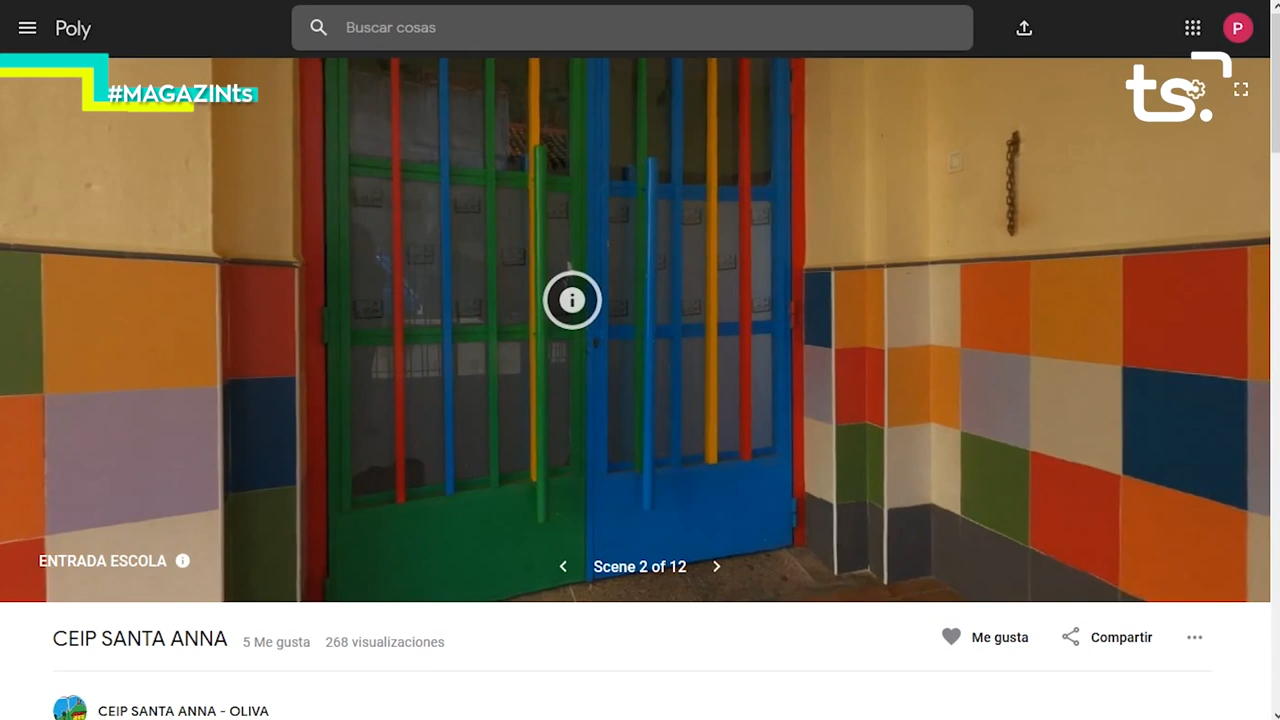 Poly
Buscar cosas
P
#MAGAZINts
ts.
ENTRADA ESCOLA
Scene 2 of 12
CEIP SANTA ANNA
5 Me gusta
268 visualizaciones
Me gusta
Compartir
CEIP SANTA ANNA - OLIVA